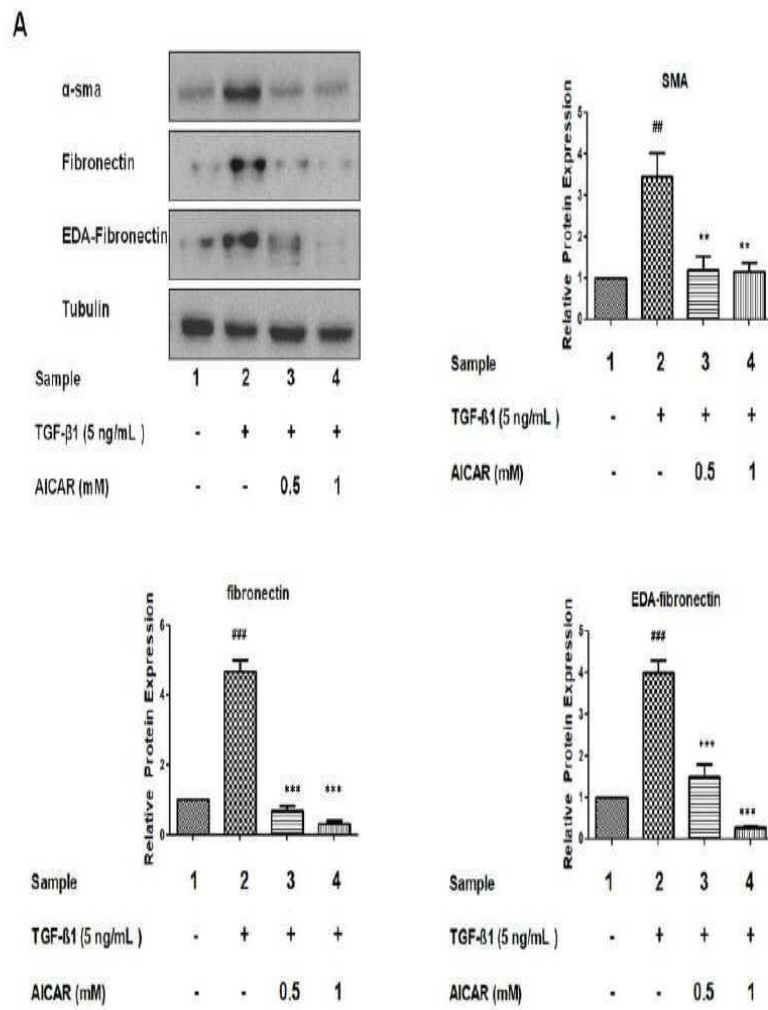 A
α-sma
Fibronectin
EDA-Fibronectin
Tubulin
Sample 1 2 3 4
TGF-β1 (5 ng/mL ) - + + +
AICAR (mM) - - 0.5 1
SMA
Relative Protein Expression
5
4
3
2
1
0
##
**
**
Sample 1 2 3 4
TGF-ß1 (5 ng/mL ) - + + +
AICAR (mM) - - 0.5 1
fibronectin
Relative Protein Expression
6
4
2
0
###
***
***
Sample 1 2 3 4
TGF-ß1 (5 ng/mL ) - + + +
AICAR (mM) - - 0.5 1
EDA-fibronectin
Relative Protein Expression
5
4
3
2
1
0
###
***
***
Sample 1 2 3 4
TGF-ß1 (5 ng/mL ) - + + +
AICAR (mM) - - 0.5 1